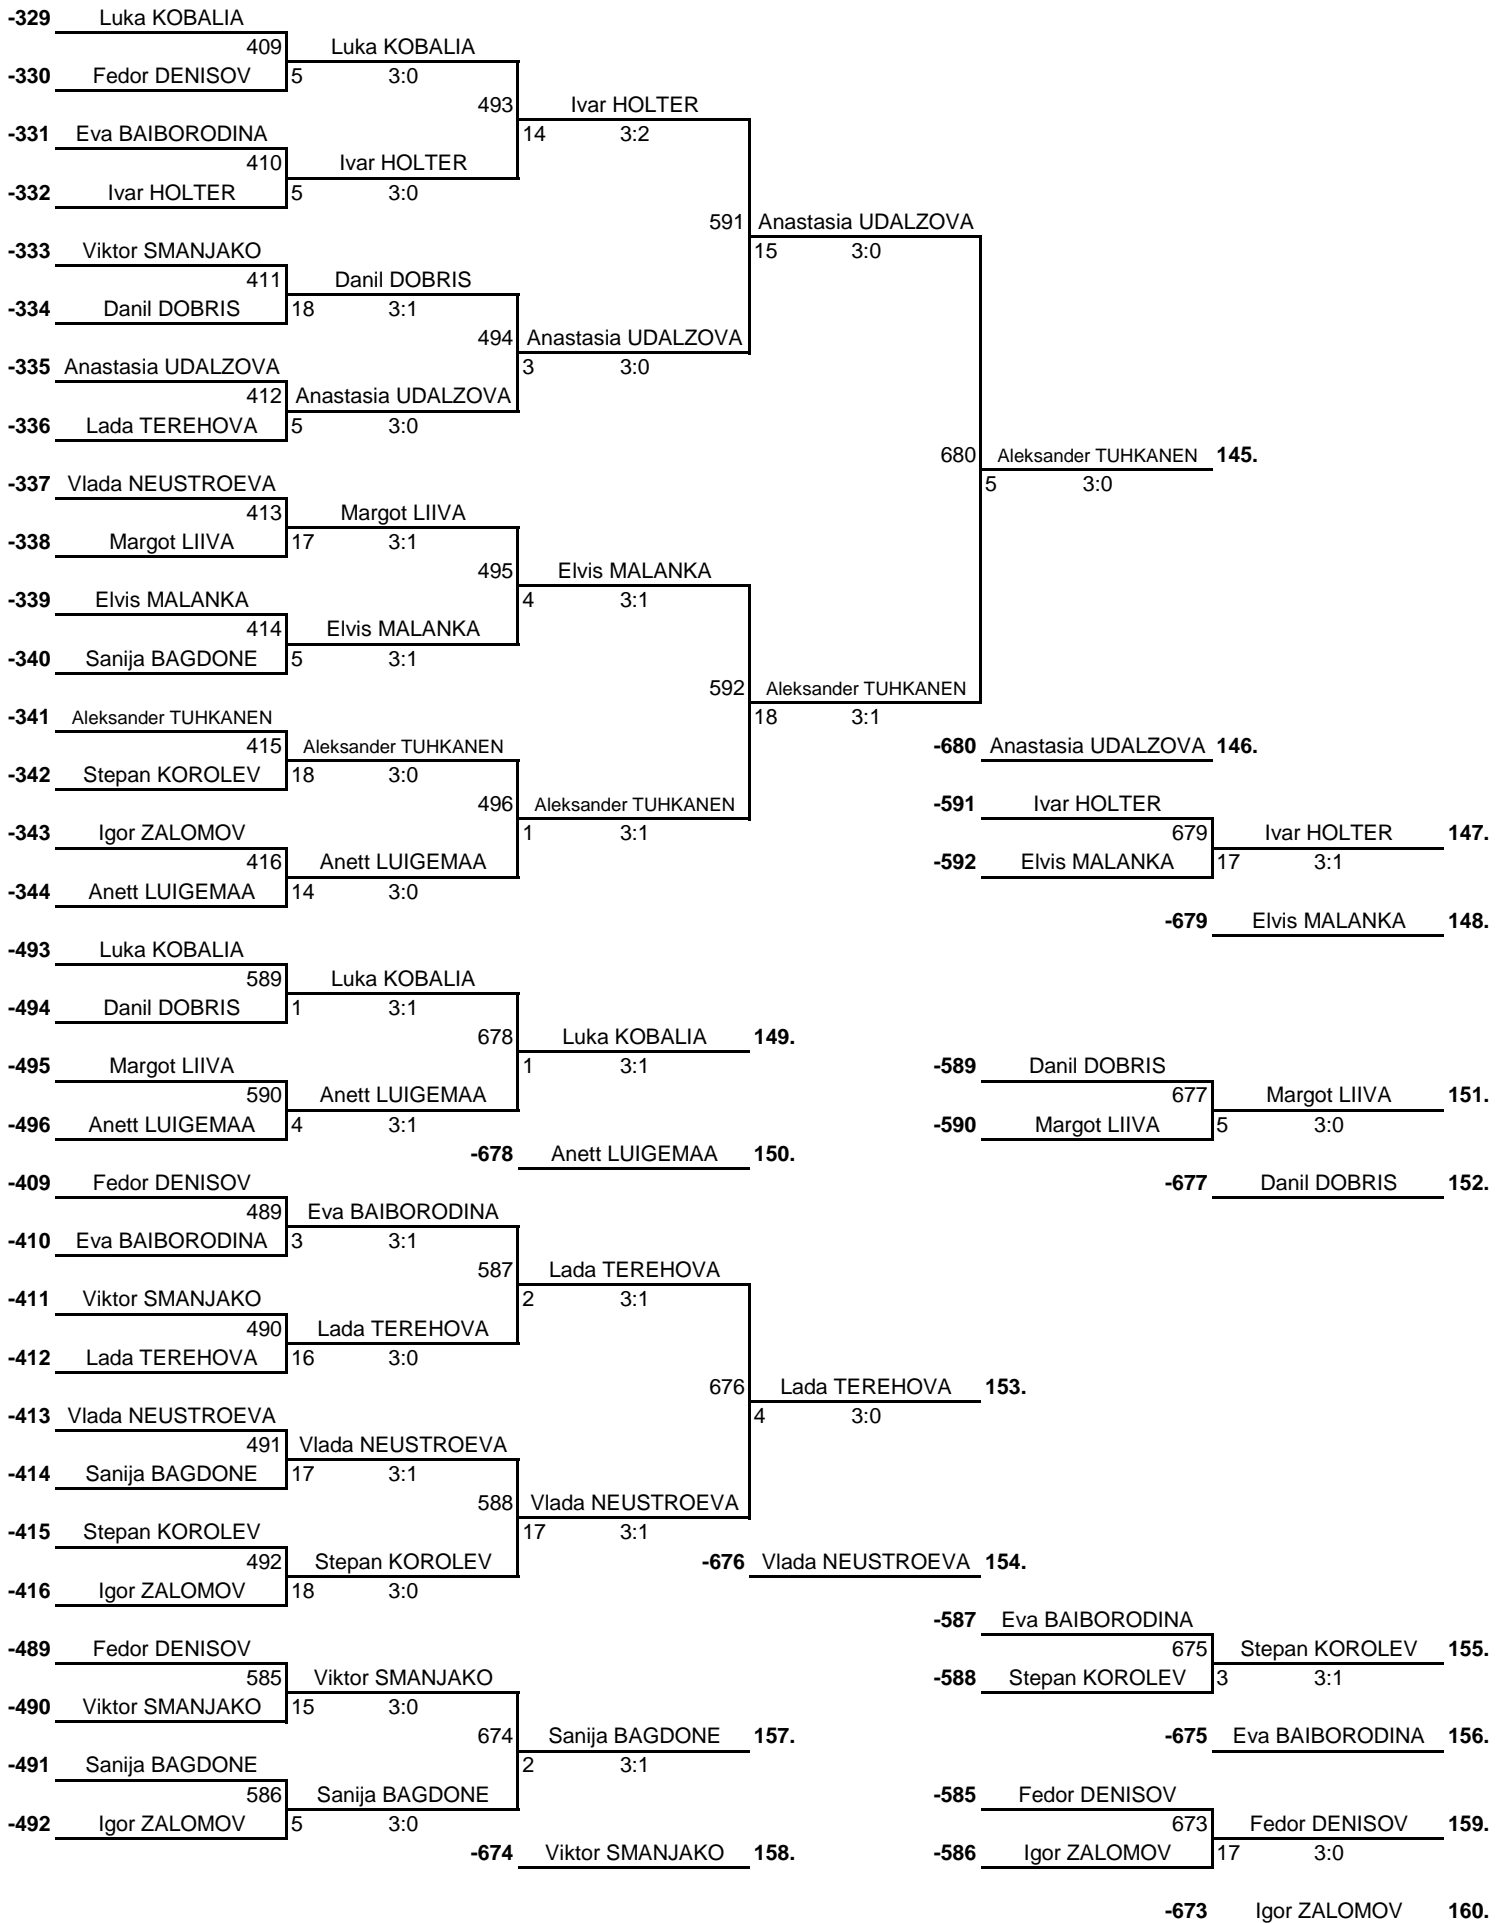 -329 Luka KOBALIA
409 Luka KOBALIA
-330 Fedor DENISOV 5 3:0
493 Ivar HOLTER
-331 Eva BAIBORODINA 14 3:2
410 Ivar HOLTER
-332 Ivar HOLTER 5 3:0
591 Anastasia UDALZOVA
-333 Viktor SMANJAKO 15 3:0
411 Danil DOBRIS
-334 Danil DOBRIS 18 3:1
494 Anastasia UDALZOVA
-335 Anastasia UDALZOVA 3 3:0
412 Anastasia UDALZOVA
-336 Lada TEREHOVA 5 3:0
680 Aleksander TUHKANEN 145.
-337 Vlada NEUSTROEVA 5 3:0
413 Margot LIIVA
-338 Margot LIIVA 17 3:1
495 Elvis MALANKA
-339 Elvis MALANKA 4 3:1
414 Elvis MALANKA
-340 Sanija BAGDONE 5 3:1
592 Aleksander TUHKANEN
-341 Aleksander TUHKANEN 18 3:1
415 Aleksander TUHKANEN -680 Anastasia UDALZOVA 146.
-342 Stepan KOROLEV 18 3:0
496 Aleksander TUHKANEN -591 Ivar HOLTER
-343 Igor ZALOMOV 1 3:1 679 Ivar HOLTER 147.
416 Anett LUIGEMAA -592 Elvis MALANKA 17 3:1
-344 Anett LUIGEMAA 14 3:0
-679 Elvis MALANKA 148.
-493 Luka KOBALIA
589 Luka KOBALIA
-494 Danil DOBRIS 1 3:1
678 Luka KOBALIA 149.
-495 Margot LIIVA 1 3:1 -589 Danil DOBRIS
590 Anett LUIGEMAA 677 Margot LIIVA 151.
-496 Anett LUIGEMAA 4 3:1 -590 Margot LIIVA 5 3:0
-678 Anett LUIGEMAA 150.
-409 Fedor DENISOV -677 Danil DOBRIS 152.
489 Eva BAIBORODINA
-410 Eva BAIBORODINA 3 3:1
587 Lada TEREHOVA
-411 Viktor SMANJAKO 2 3:1
490 Lada TEREHOVA
-412 Lada TEREHOVA 16 3:0
676 Lada TEREHOVA 153.
-413 Vlada NEUSTROEVA 4 3:0
491 Vlada NEUSTROEVA
-414 Sanija BAGDONE 17 3:1
588 Vlada NEUSTROEVA
-415 Stepan KOROLEV 17 3:1
492 Stepan KOROLEV -676 Vlada NEUSTROEVA 154.
-416 Igor ZALOMOV 18 3:0
-587 Eva BAIBORODINA
-489 Fedor DENISOV 675 Stepan KOROLEV 155.
585 Viktor SMANJAKO -588 Stepan KOROLEV 3 3:1
-490 Viktor SMANJAKO 15 3:0
674 Sanija BAGDONE 157. -675 Eva BAIBORODINA 156.
-491 Sanija BAGDONE 2 3:1
586 Sanija BAGDONE -585 Fedor DENISOV
-492 Igor ZALOMOV 5 3:0 673 Fedor DENISOV 159.
-674 Viktor SMANJAKO 158. -586 Igor ZALOMOV 17 3:0
-673 Igor ZALOMOV 160.